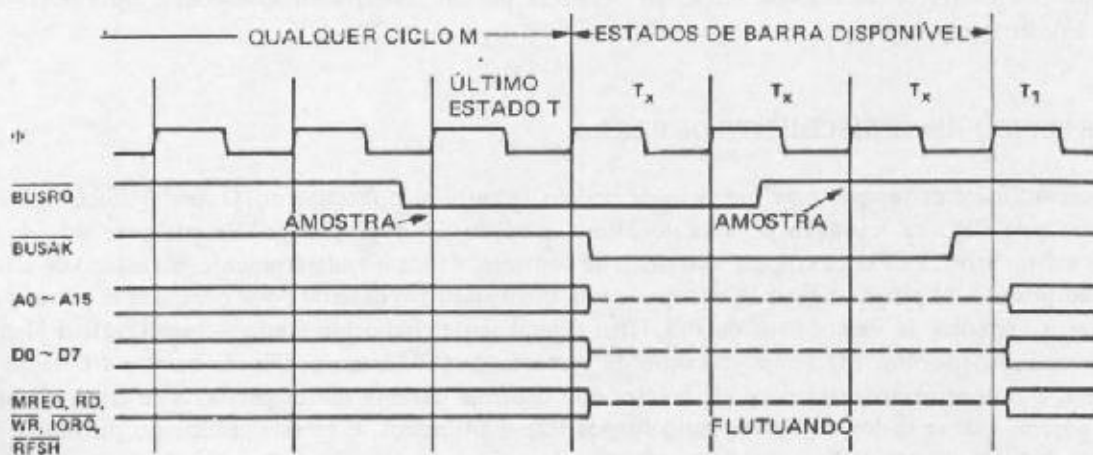 QUALQUER CICLO M
ESTADOS DE BARRA DISPONÍVEL
ÚLTIMO
ESTADO T
Tx
Tx
Tx
T1
Φ
BUSRQ
AMOSTRA
AMOSTRA
BUSAK
A0 ~ A15
D0 ~ D7
MREQ, RD,
WR, IORQ,
RFSH
FLUTUANDO